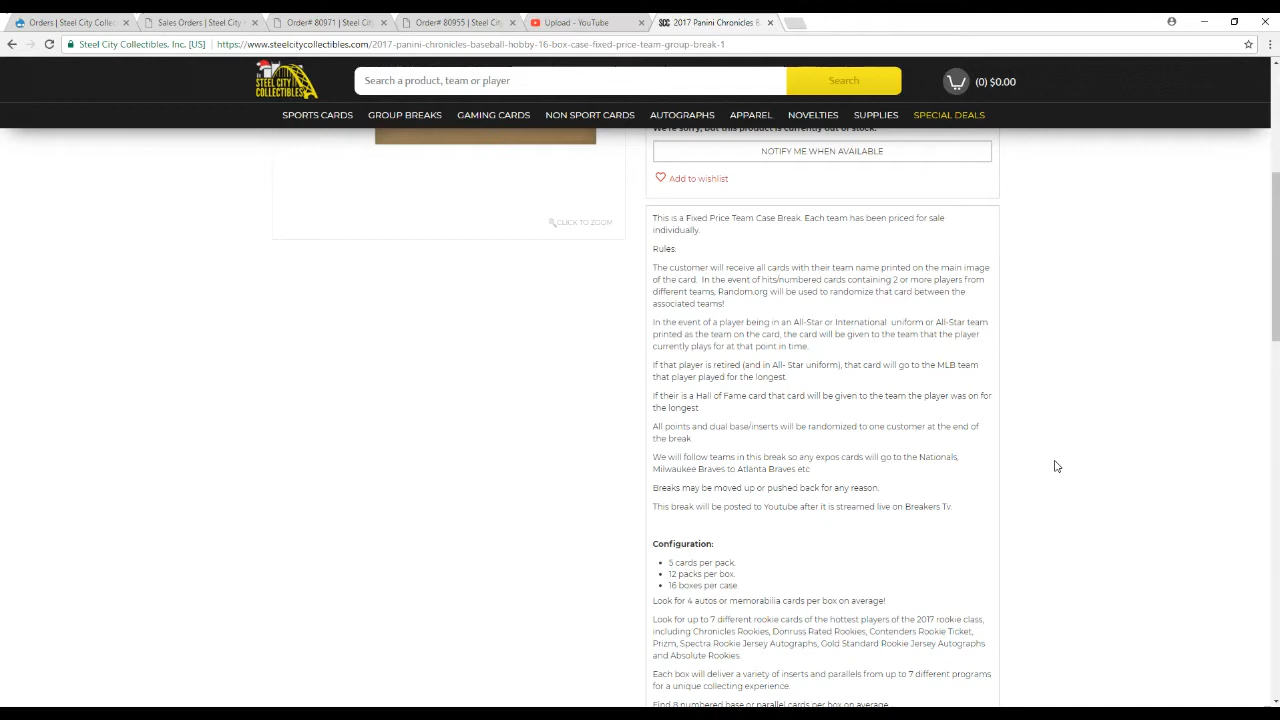 Orders | Steel City Collect
Sales Orders | Steel City
Order# 80971 | Steel Cit
Order# 80955 | Steel Cit
Upload - YouTube
SCC 2017 Panini Chronicles B
Steel City Collectibles, Inc. [US] | https://www.steelcitycollectibles.com/2017-panini-chronicles-baseball-hobby-16-box-case-fixed-price-team-group-break-1
STEEL CITY
COLLECTIBLES
Search a product, team or player
Search
(0) $0.00
SPORTS CARDS GROUP BREAKS GAMING CARDS NON SPORT CARDS AUTOGRAPHS APPAREL NOVELTIES SUPPLIES SPECIAL DEALS
We're sorry, but this product is currently out of stock.
NOTIFY ME WHEN AVAILABLE
Add to wishlist
CLICK TO ZOOM
This is a Fixed Price Team Case Break. Each team has been priced for sale
individually.
Rules:
The customer will receive all cards with their team name printed on the main image
of the card. In the event of hits/numbered cards containing 2 or more players from
different teams, Random.org will be used to randomize that card between the
associated teams!
In the event of a player being in an All-Star or International uniform or All-Star team
printed as the team on the card, the card will be given to the team that the player
currently plays for at that point in time.
If that player is retired (and in All- Star uniform), that card will go to the MLB team
that player played for the longest.
If their is a Hall of Fame card that card will be given to the team the player was on for
the longest
All points and dual base/inserts will be randomized to one customer at the end of
the break
We will follow teams in this break so any expos cards will go to the Nationals,
Milwaukee Braves to Atlanta Braves etc
Breaks may be moved up or pushed back for any reason.
This break will be posted to Youtube after it is streamed live on Breakers Tv.
Configuration:
• 5 cards per pack.
• 12 packs per box.
• 16 boxes per case
Look for 4 autos or memorabilia cards per box on average!
Look for up to 7 different rookie cards of the hottest players of the 2017 rookie class,
including Chronicles Rookies, Donruss Rated Rookies, Contenders Rookie Ticket,
Prizm, Spectra Rookie Jersey Autographs, Gold Standard Rookie Jersey Autographs
and Absolute Rookies.
Each box will deliver a variety of inserts and parallels from up to 7 different programs
for a unique collecting experience.
Find 8 numbered base or parallel cards per box on average